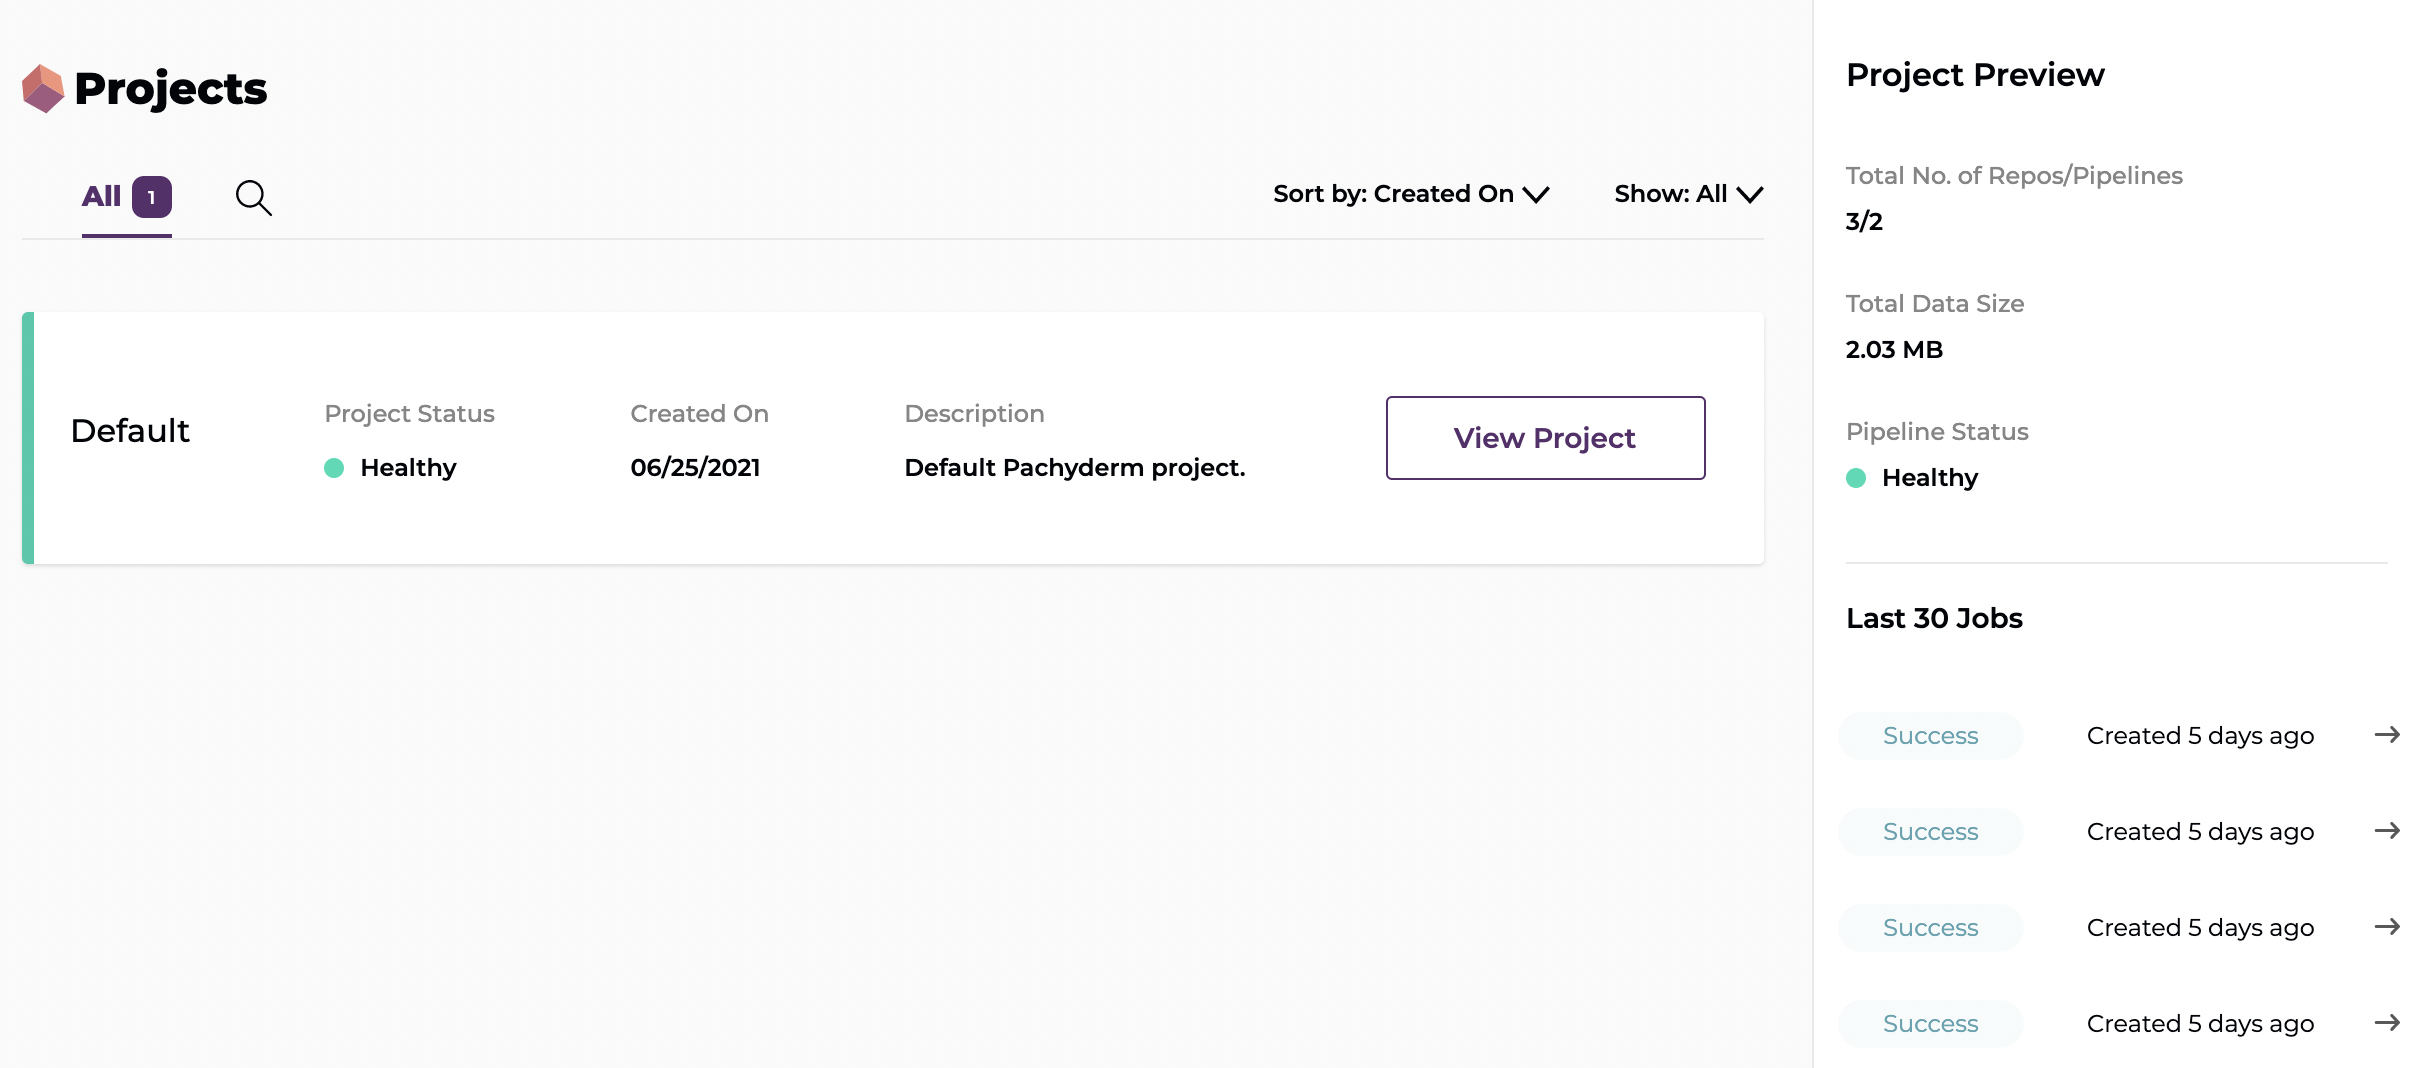 Projects
All 1
Sort by: Created On
Show: All
Default
Project Status
Healthy
Created On
06/25/2021
Description
Default Pachyderm project.
View Project
Project Preview
Total No. of Repos/Pipelines
3/2
Total Data Size
2.03 MB
Pipeline Status
Healthy
Last 30 Jobs
Success Created 5 days ago →
Success Created 5 days ago →
Success Created 5 days ago →
Success Created 5 days ago →